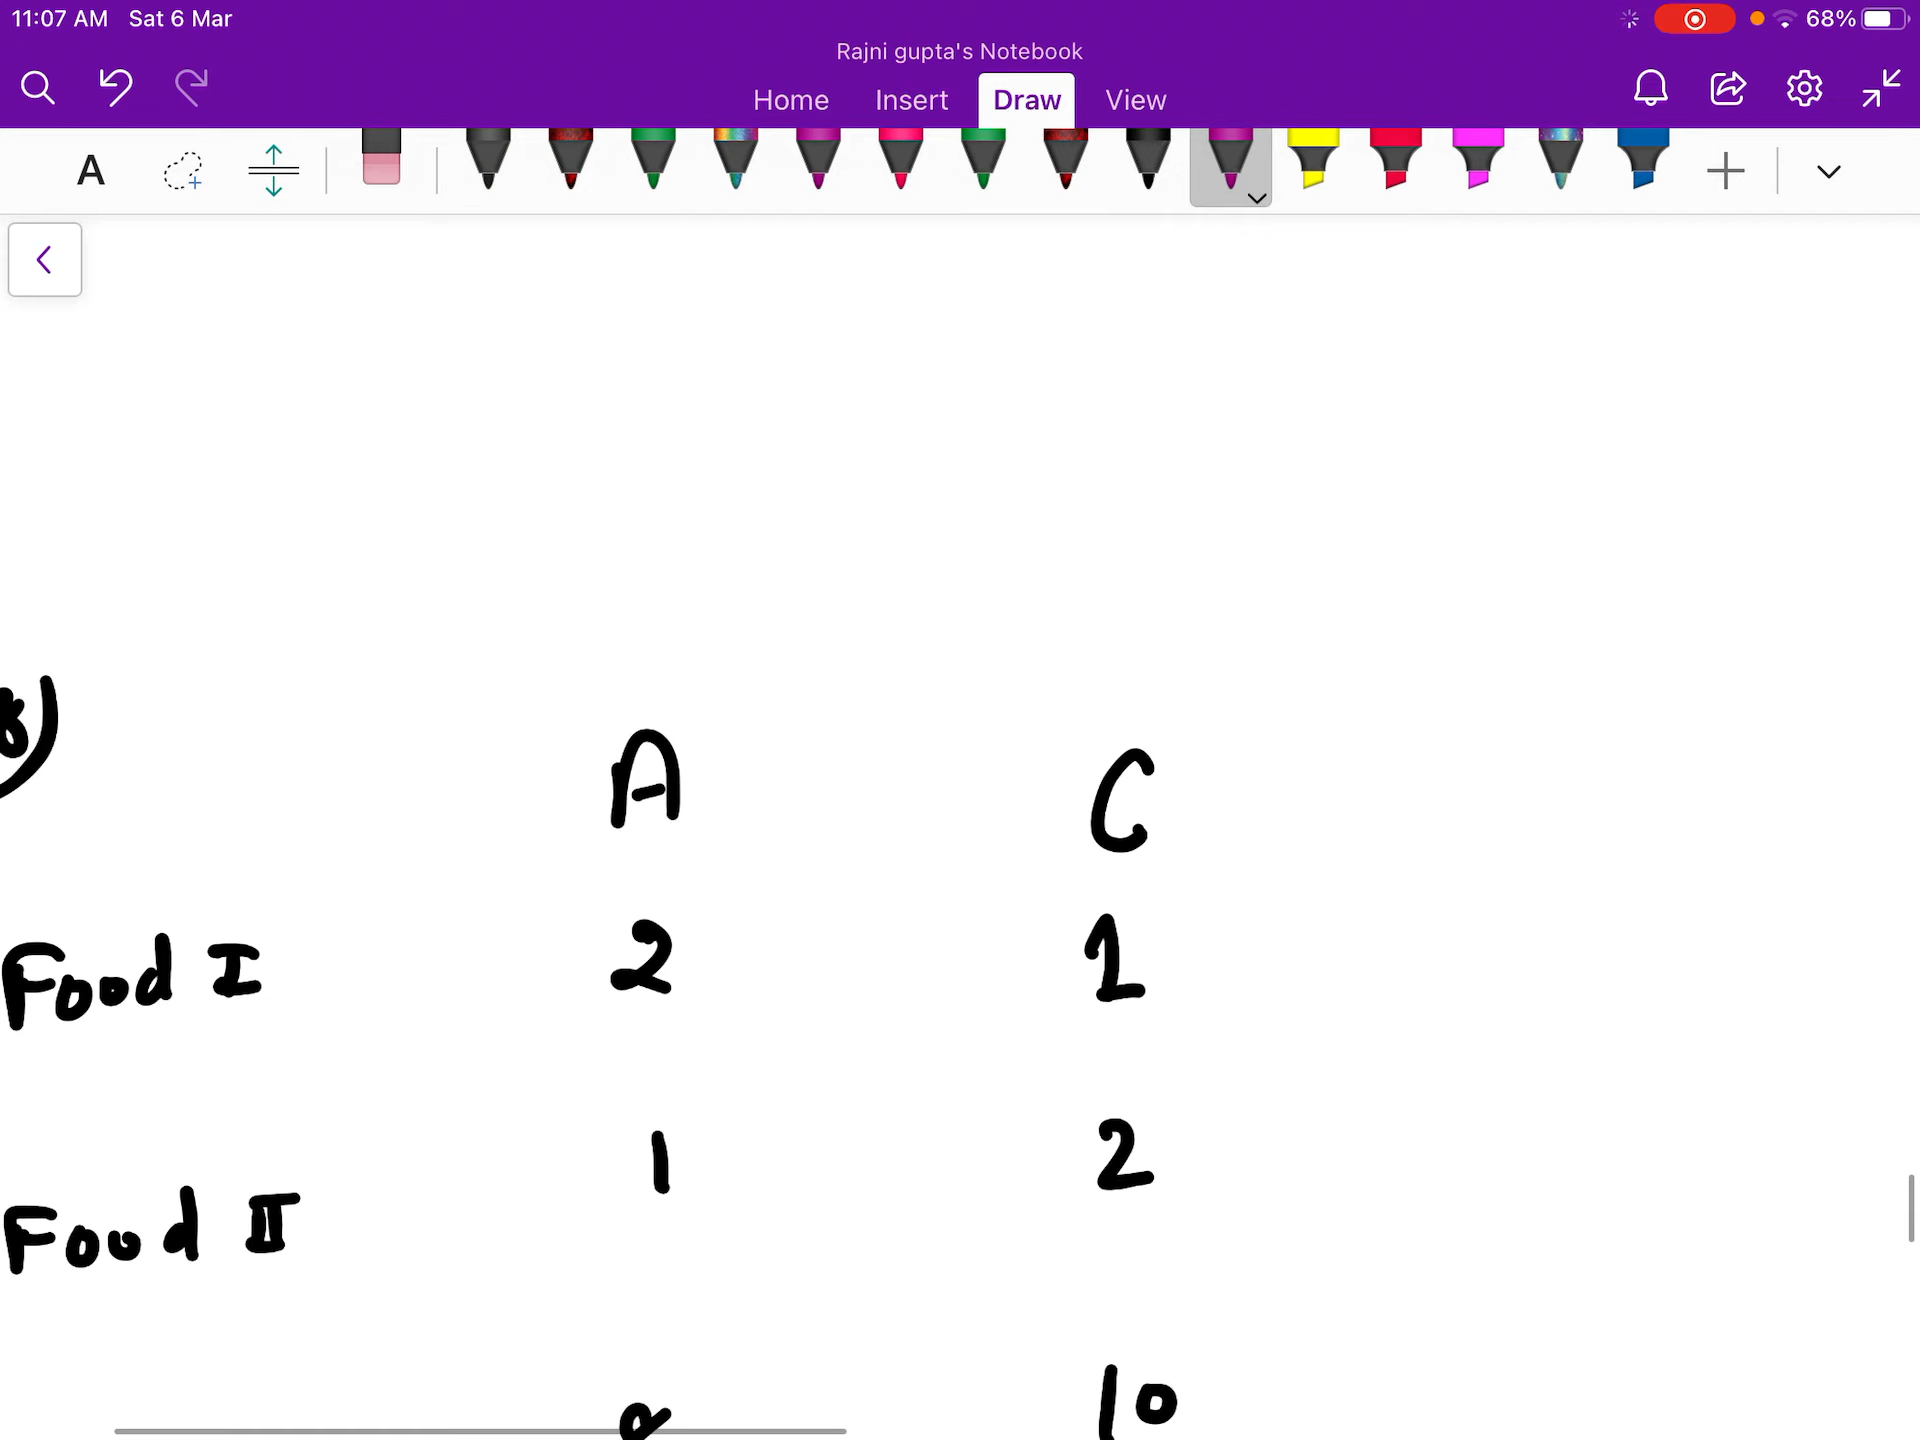 11:07 AM Sat 6 Mar 68%
Rajni gupta's Notebook
Home Insert Draw View
A
A C
Food I 2 1
Food II 1 2
10